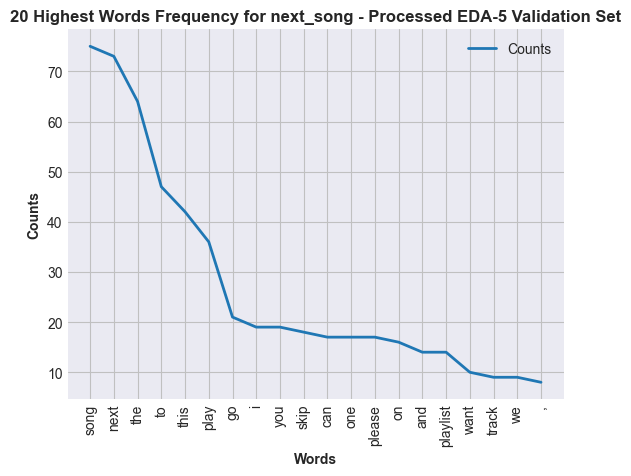 20 Highest Words Frequency for next_song - Processed EDA-5 Validation Set
Counts
70
60
50
40
30
20
10
Counts
song
next
the
to
this
play
go
i
you
skip
can
one
please
on
and
playlist
want
track
we
,
Words